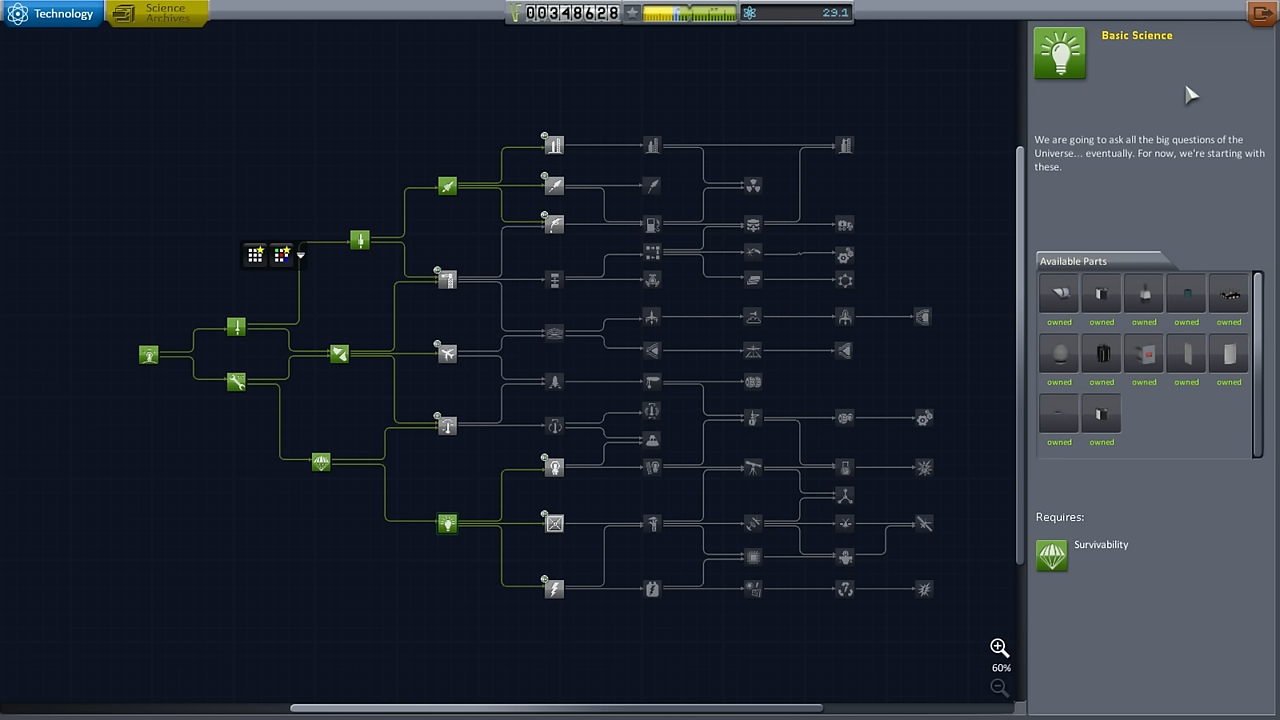 Technology
Science
Archives
00348628
29.1
Basic Science
We are going to ask all the big questions of the
Universe... eventually. For now, we're starting with
these.
Available Parts
owned owned owned owned owned
owned owned owned owned owned
owned owned
Requires:
Survivability
60%